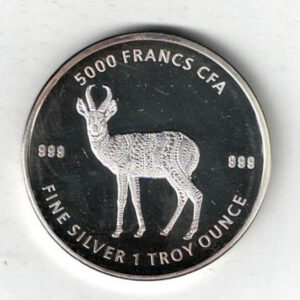 5000 FRANCS CFA
999
999
FINE SILVER 1 TROY OUNCE